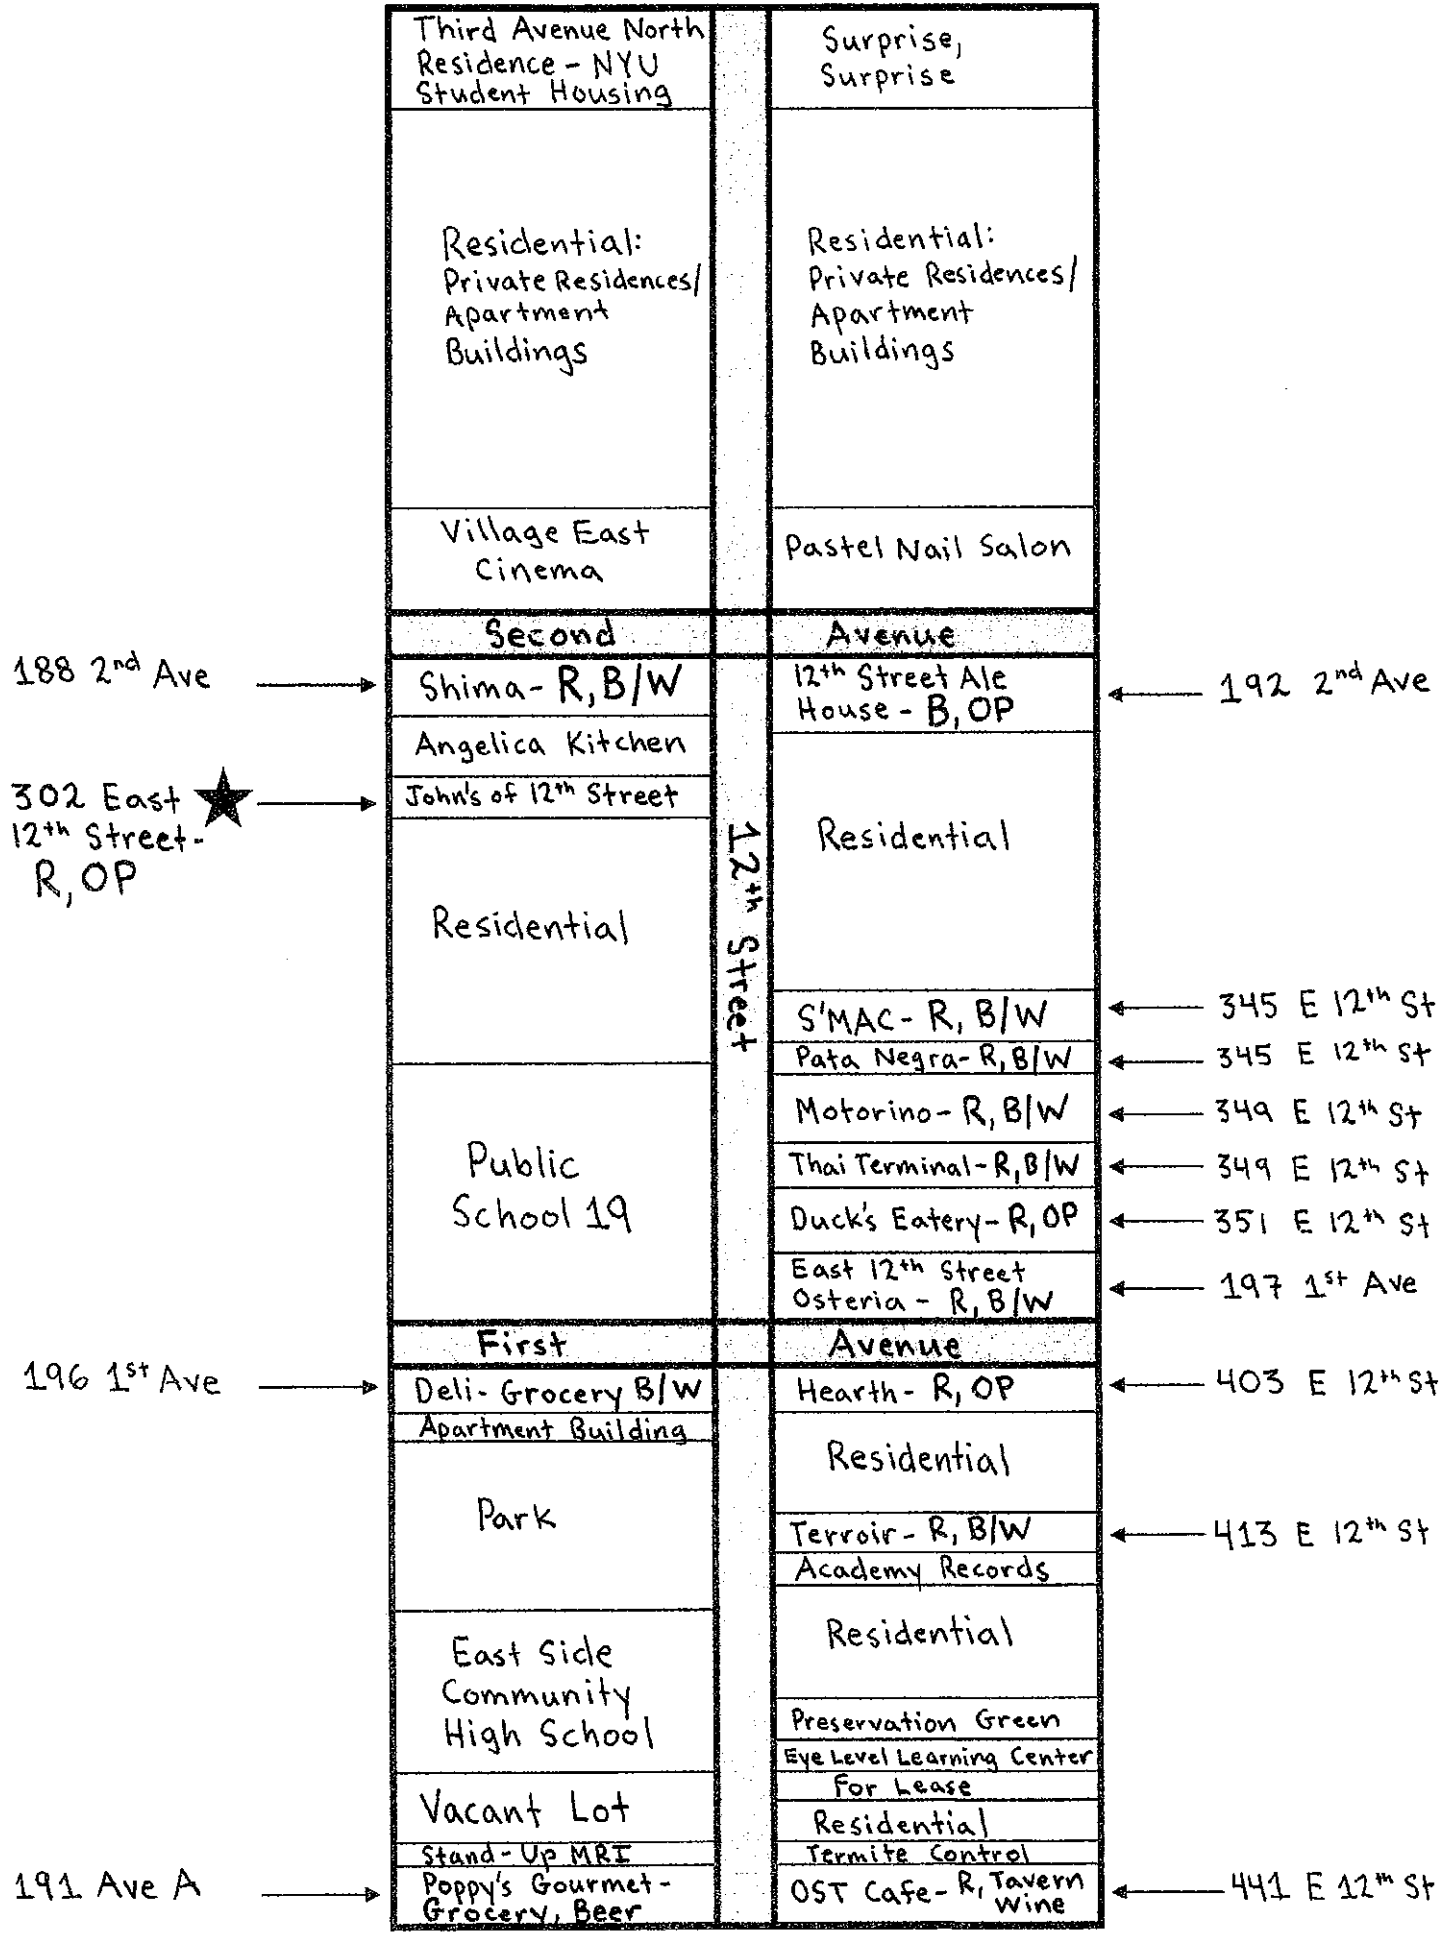 Third Avenue North
Residence - NYU
Student Housing
Surprise,
Surprise
Residential:
Private Residences/
Apartment
Buildings
Residential:
Private Residences/
Apartment
Buildings
Village East
Cinema
Pastel Nail Salon
Second
Avenue
188 2nd Ave
Shima - R, B/W
12th Street Ale
House - B, OP
192 2nd Ave
Angelica Kitchen
302 East
12th Street -
R, OP
John's of 12th Street
Residential
Residential
12th Street
S'MAC - R, B/W
345 E 12th St
Pata Negra - R, B/W
345 E 12th St
Motorino - R, B/W
349 E 12th St
Public
School 19
Thai Terminal - R, B/W
349 E 12th St
Duck's Eatery - R, OP
351 E 12th St
East 12th Street
Osteria - R, B/W
197 1st Ave
First
Avenue
196 1st Ave
Deli - Grocery B/W
Hearth - R, OP
403 E 12th St
Apartment Building
Residential
Park
Terroir - R, B/W
413 E 12th St
Academy Records
East Side
Community
High School
Residential
Preservation Green
Eye Level Learning Center
For Lease
Vacant Lot
Residential
Stand-Up MRI
Termite Control
191 Ave A
Poppy's Gourmet -
Grocery, Beer
OST Cafe - R, Tavern
Wine
441 E 12th St